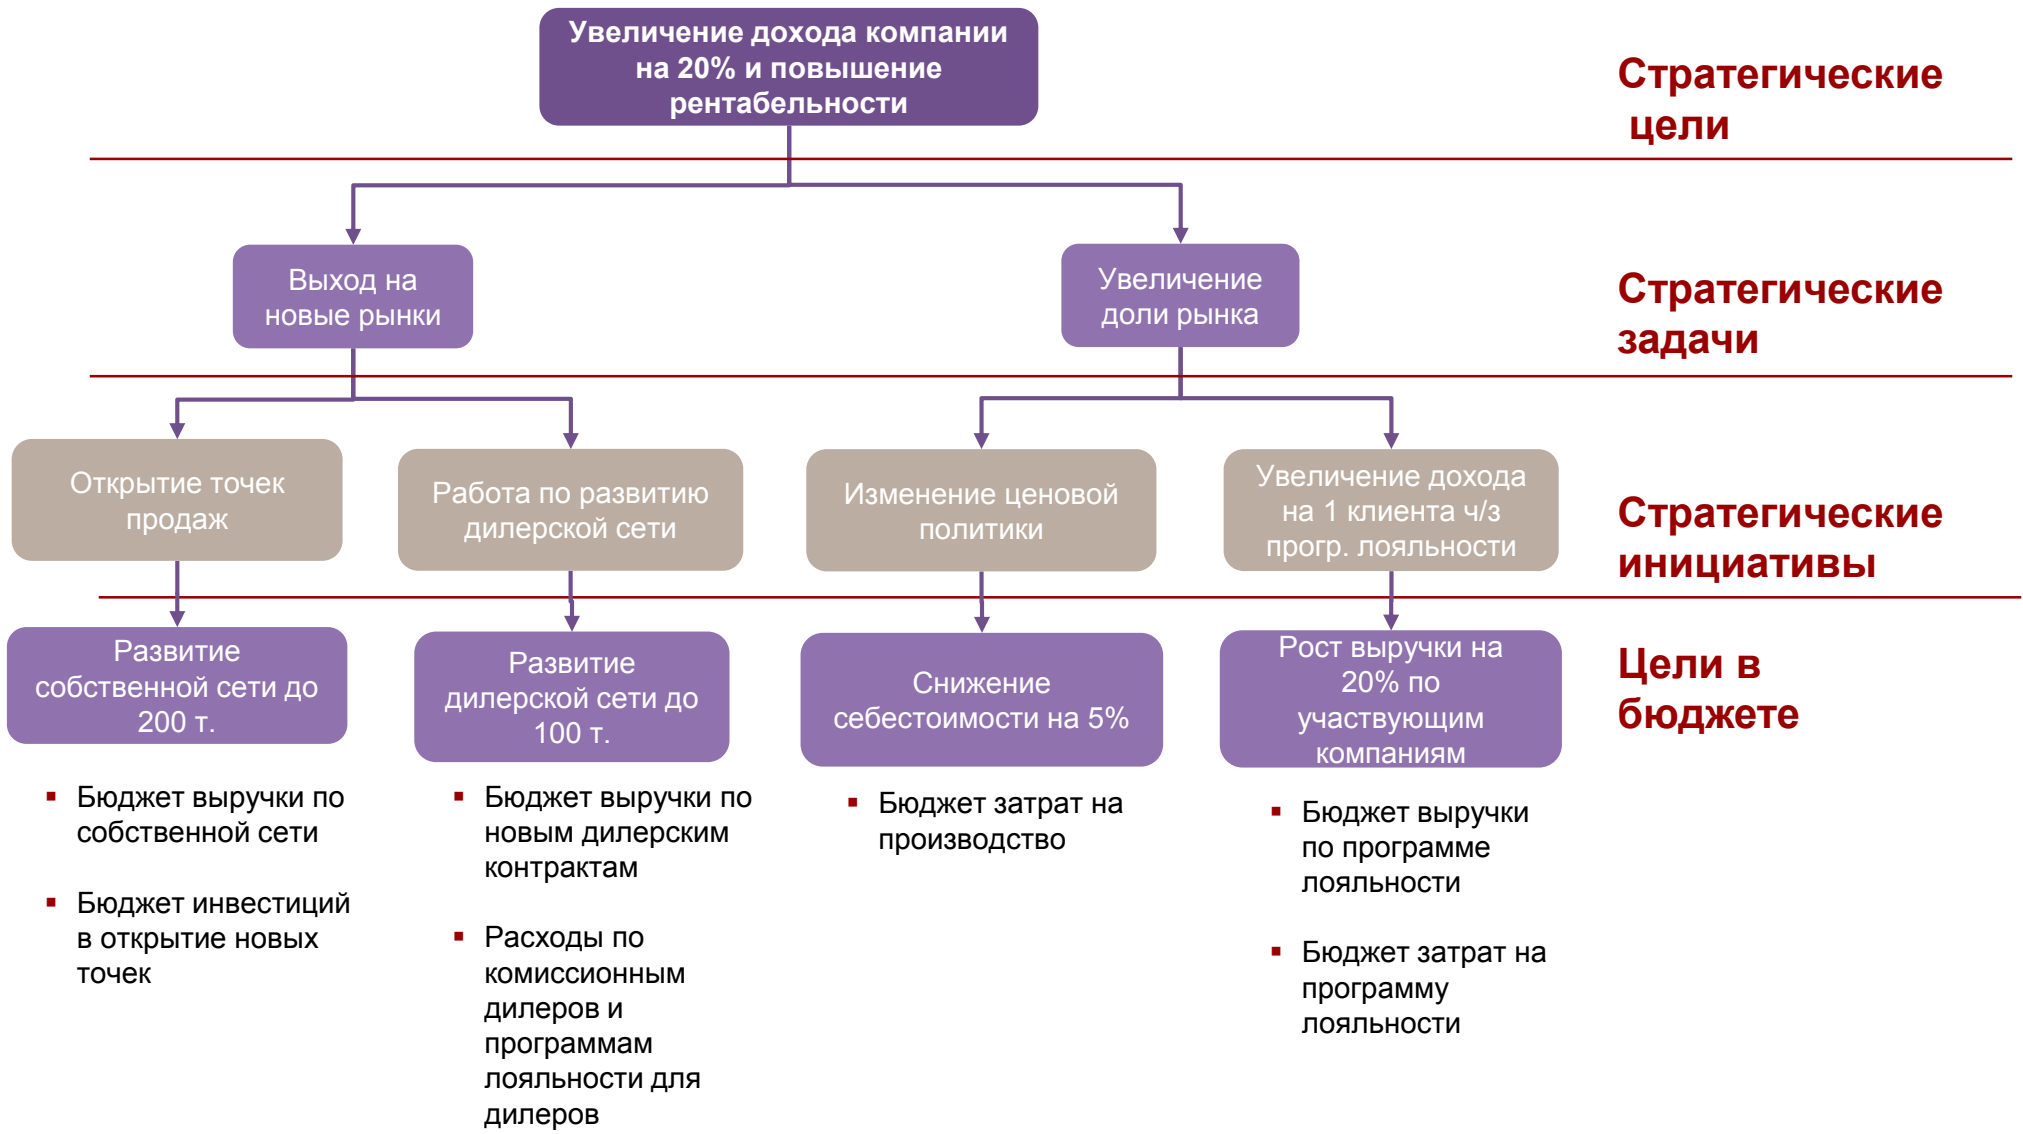 Увеличение дохода компании
на 20% и повышение
рентабельности
Стратегические
цели
Выход на
новые рынки
Увеличение
доли рынка
Стратегические
задачи
Открытие точек
продаж
Работа по развитию
дилерской сети
Изменение ценовой
политики
Увеличение дохода
на 1 клиента ч/з
прогр. лояльности
Стратегические
инициативы
Развитие
собственной сети до
200 т.
Развитие
дилерской сети до
100 т.
Снижение
себестоимости на 5%
Рост выручки на
20% по
участвующим
компаниям
Цели в
бюджете
▪ Бюджет выручки по
собственной сети
▪ Бюджет инвестиций
в открытие новых
точек
▪ Бюджет выручки по
новым дилерским
контрактам
▪ Расходы по
комиссионным
дилеров и
программам
лояльности для
дилеров
▪ Бюджет затрат на
производство
▪ Бюджет выручки
по программе
лояльности
▪ Бюджет затрат на
программу
лояльности